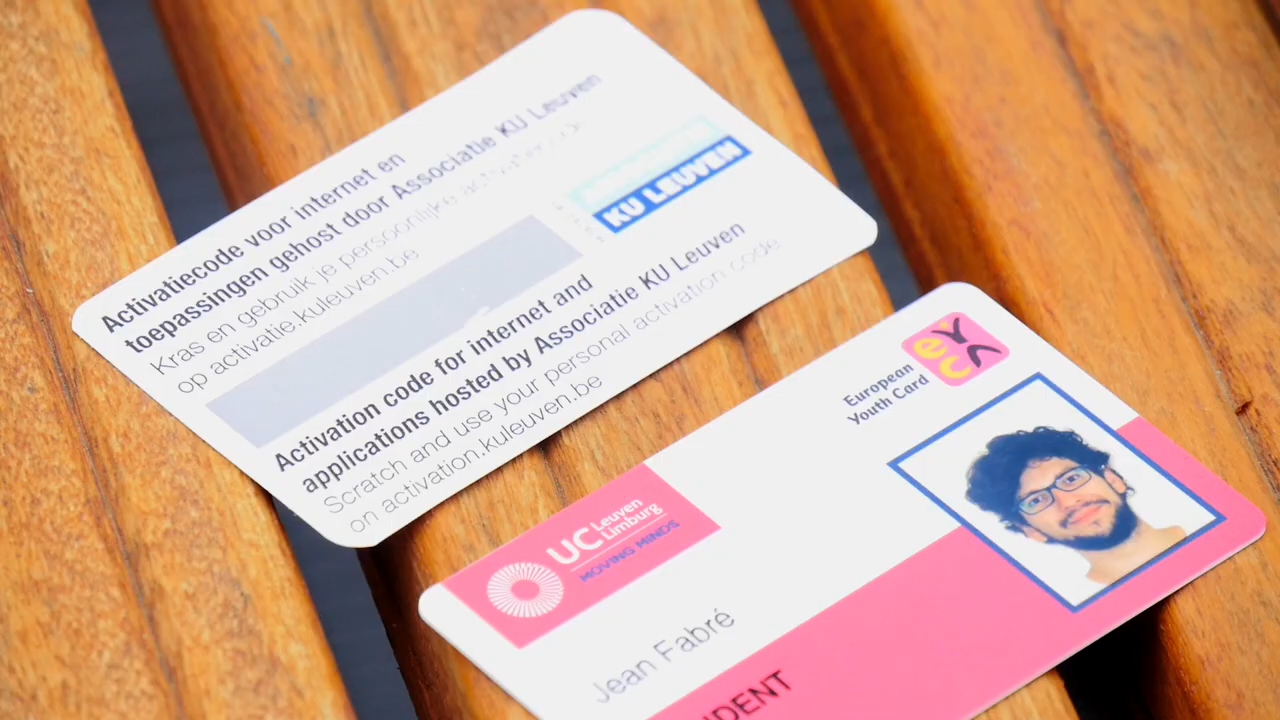 Activatiecode voor internet en
toepassingen gehost door Associatie KU Leuven
Kras en gebruik je persoonlijke
op activatie.kuleuven.be
KU LEUVEN
Activation code for internet and
applications hosted by Associatie KU Leuven
Scratch and use your personal activation code
on activation.kuleuven.be
eyca
European
Youth Card
UC Leuven
Limburg
MOVING MINDS
Jean Fabré
DENT